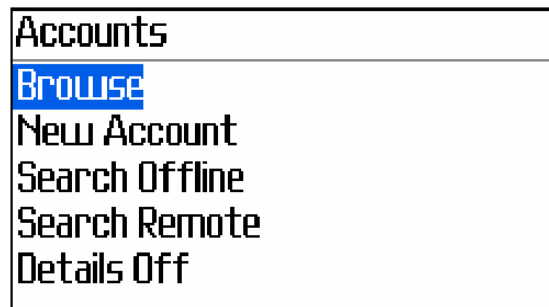 Accounts
Browse
New Account
Search Offline
Search Remote
Details Off